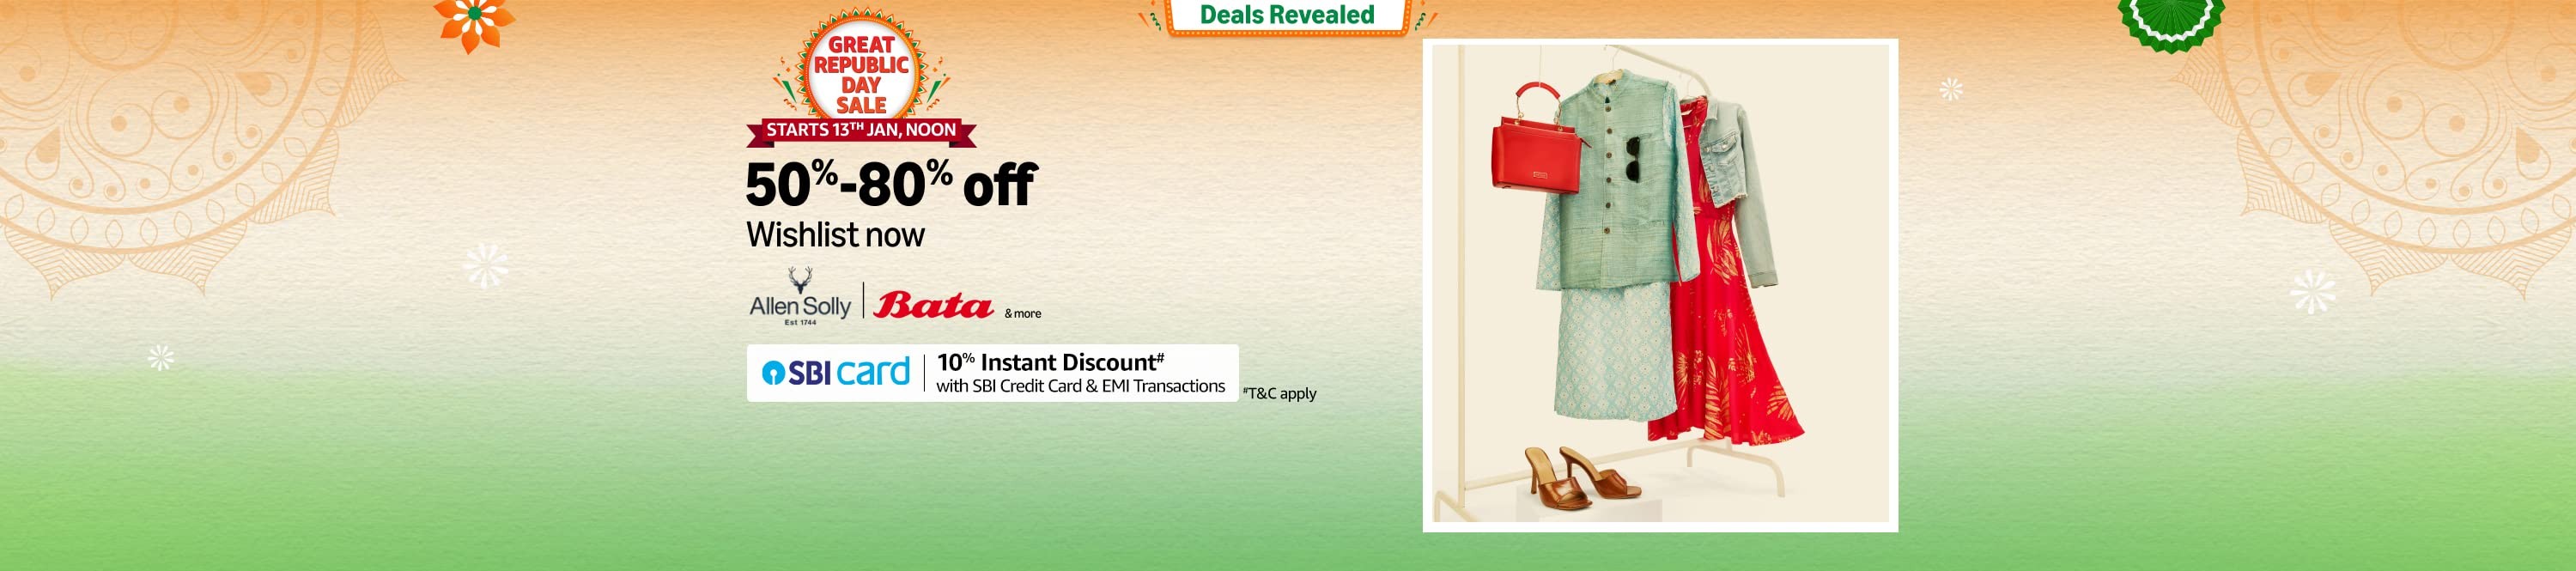 Deals Revealed
GREAT
REPUBLIC
DAY
SALE
STARTS 13TH JAN, NOON
50%-80% off
Wishlist now
Allen Solly
Est 1744
Bata
& more
SBI card
10% Instant Discount#
with SBI Credit Card & EMI Transactions
#T&C apply